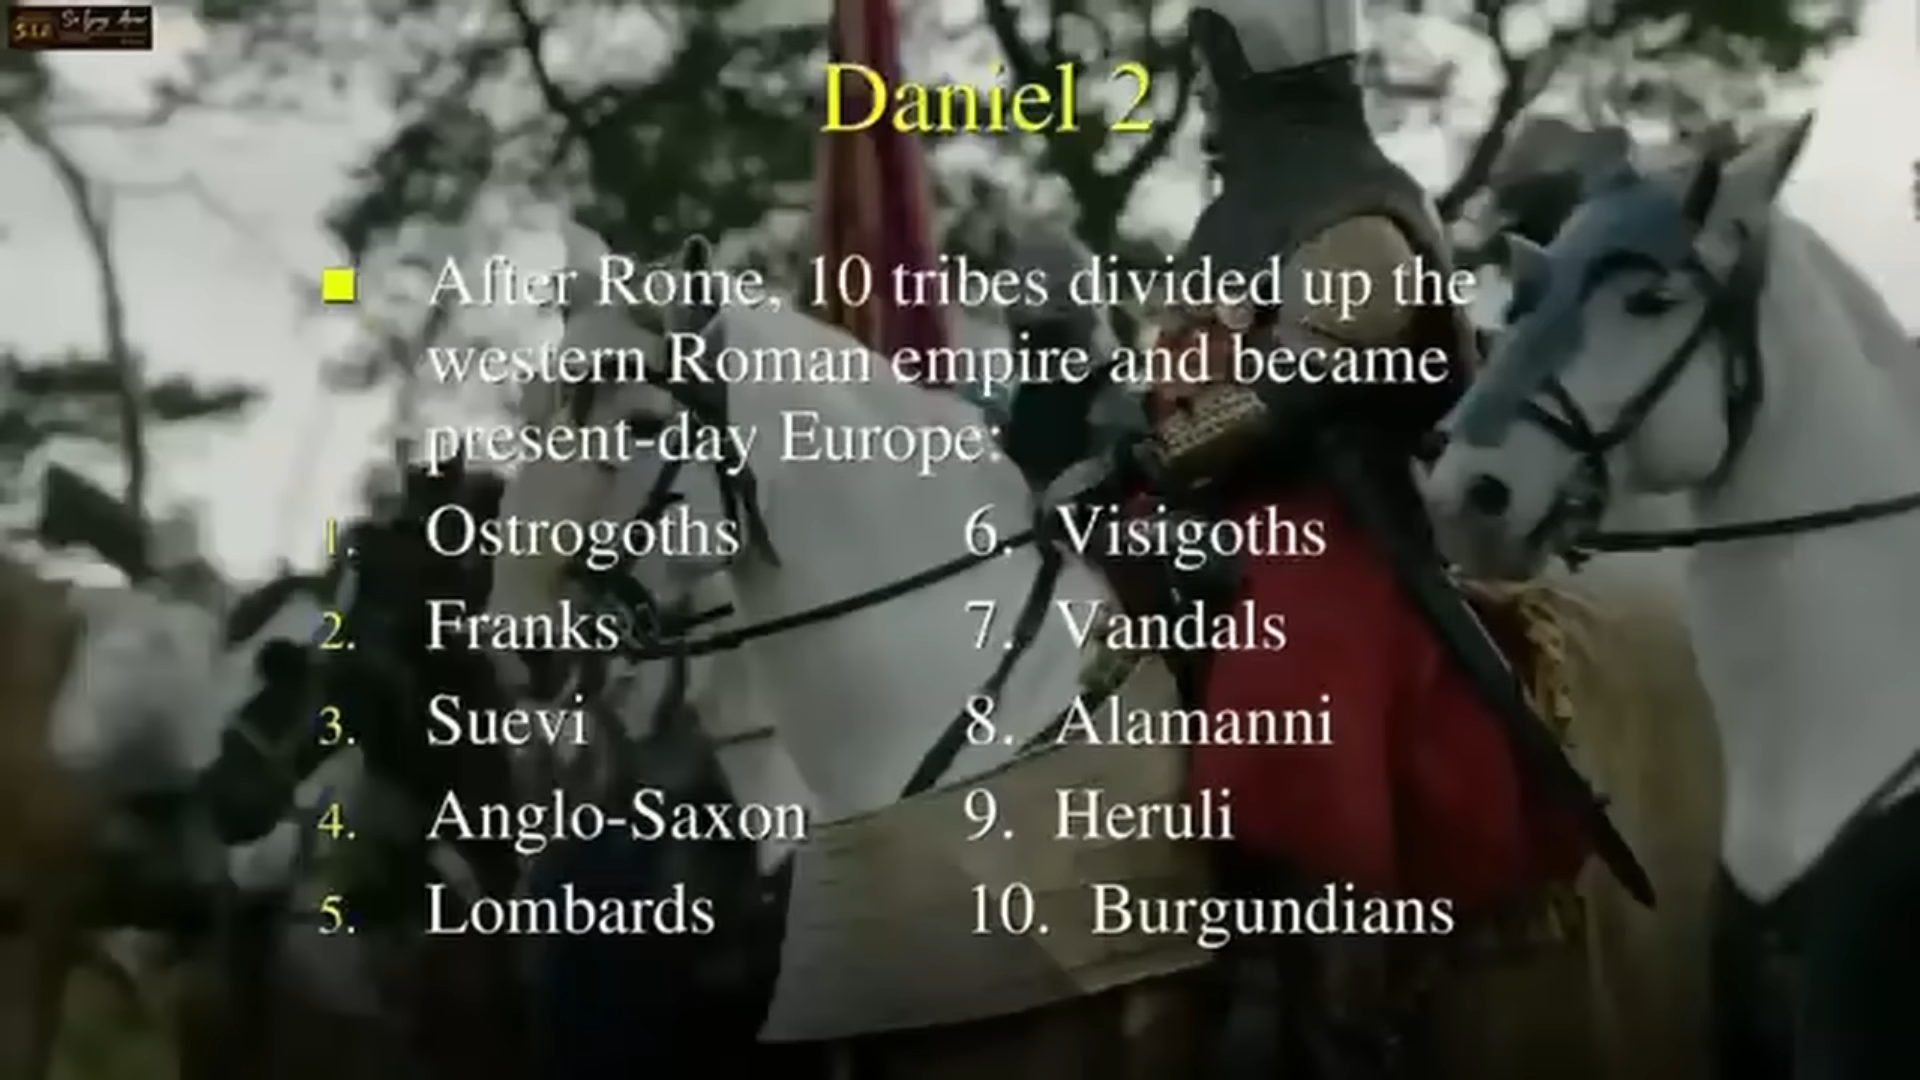 Daniel 2
■ After Rome, 10 tribes divided up the
western Roman empire and became
present-day Europe:
1. Ostrogoths
2. Franks
3. Suevi
4. Anglo-Saxon
5. Lombards
6. Visigoths
7. Vandals
8. Alamanni
9. Heruli
10. Burgundians